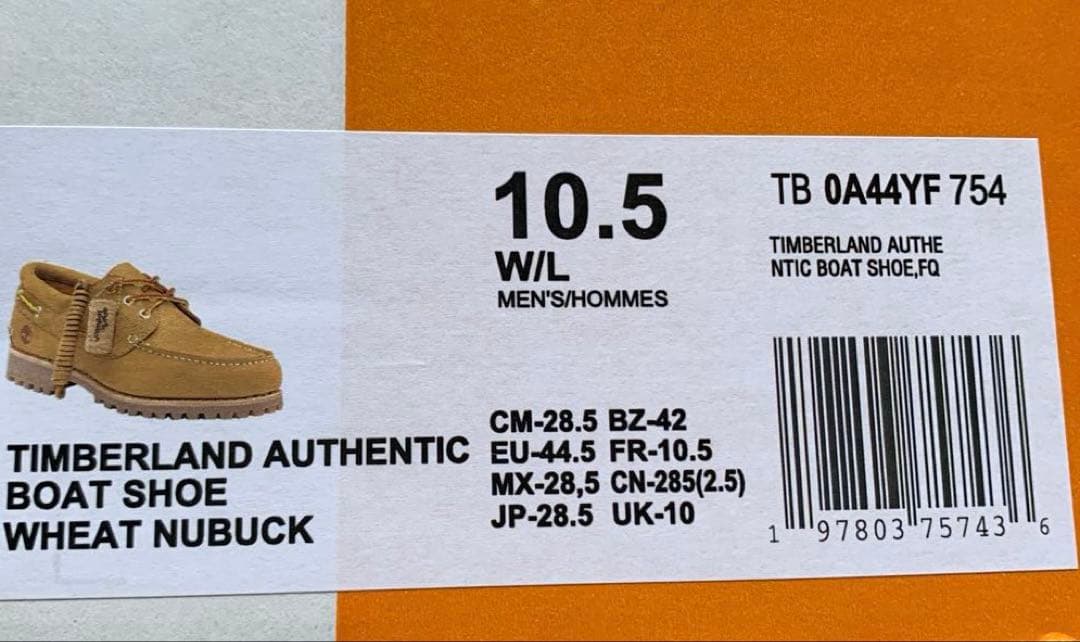 10.5
W/L
MEN'S/HOMMES
TB 0A44YF 754
TIMBERLAND AUTHE
NTIC BOAT SHOE,FQ
TIMBERLAND AUTHENTIC
BOAT SHOE
WHEAT NUBUCK
CM-28.5 BZ-42
EU-44.5 FR-10.5
MX-28,5 CN-285(2.5)
JP-28.5 UK-10
1 97803 75743 6